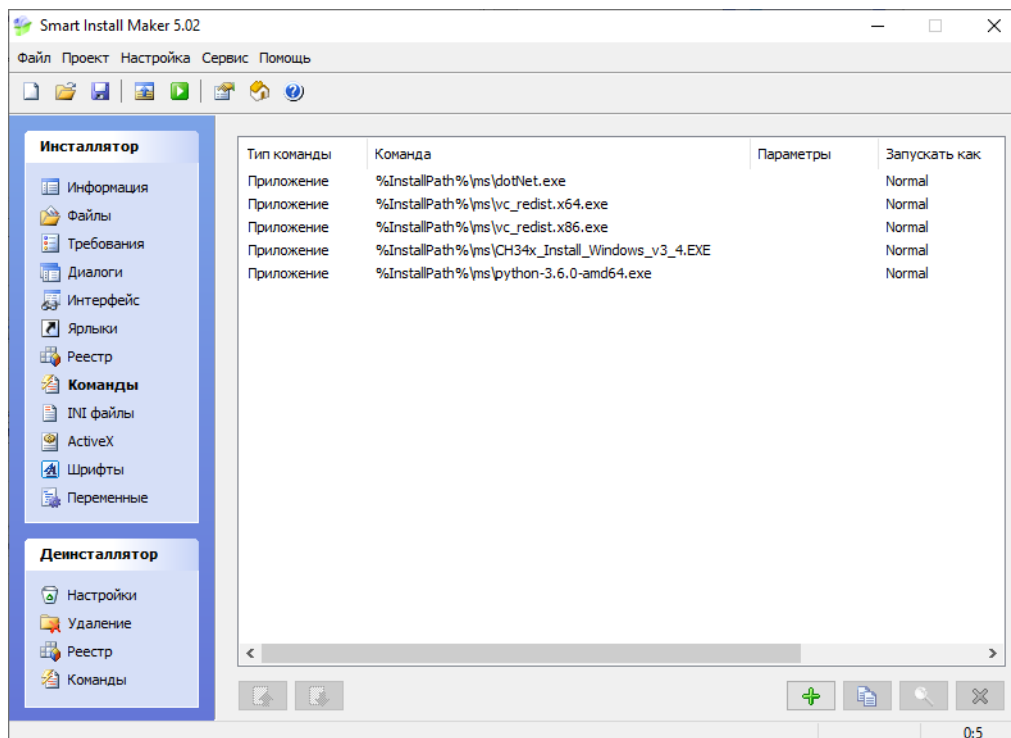 Smart Install Maker 5.02
Файл Проект Настройка Сервис Помощь
Инсталлятор
Информация
Файлы
Требования
Диалоги
Интерфейс
Ярлыки
Реестр
Команды
INI файлы
ActiveX
Шрифты
Переменные
Деинсталлятор
Настройки
Удаление
Реестр
Команды
Тип команды Команда Параметры Запускать как
Приложение %InstallPath%\ms\dotNet.exe Normal
Приложение %InstallPath%\ms\vc_redist.x64.exe Normal
Приложение %InstallPath%\ms\vc_redist.x86.exe Normal
Приложение %InstallPath%\ms\CH34x_Install_Windows_v3_4.EXE Normal
Приложение %InstallPath%\ms\python-3.6.0-amd64.exe Normal
0:5